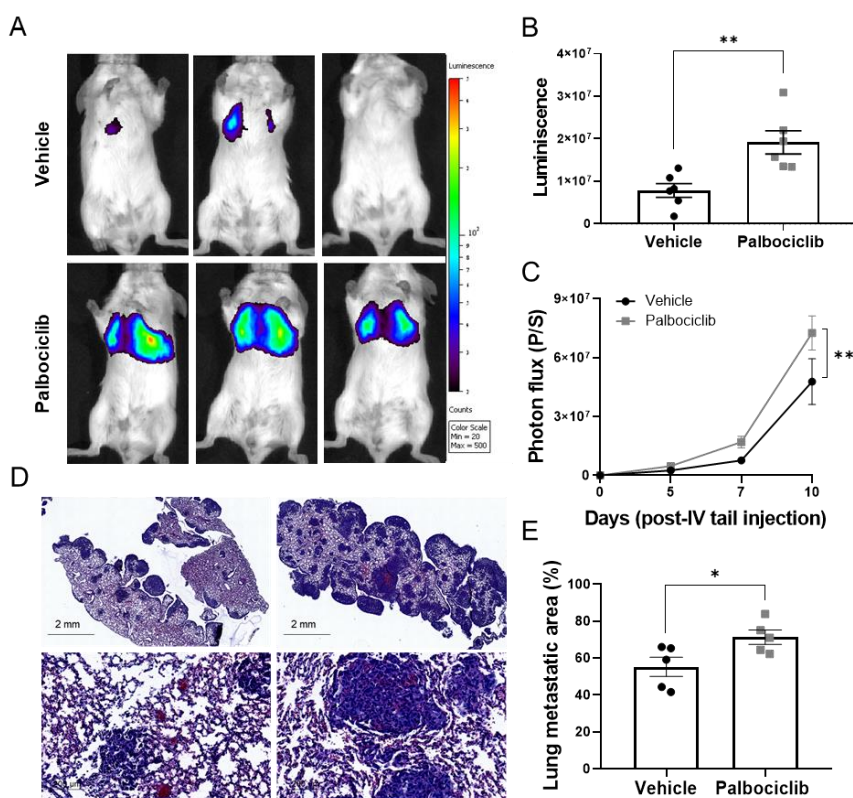 A
Vehicle
Palbociclib
Luminescence
10²
Counts
Color Scale
Min = 20
Max = 500
B
**
Luminiscence
4×10⁷
3×10⁷
2×10⁷
1×10⁷
0
Vehicle
Palbociclib
C
Vehicle
Palbociclib
**
Photon flux (P/S)
9×10⁷
6×10⁷
3×10⁷
0
0 5 7 10
Days (post-IV tail injection)
D
2 mm
2 mm
E
*
Lung metastatic area (%)
100
80
60
40
20
0
Vehicle
Palbociclib